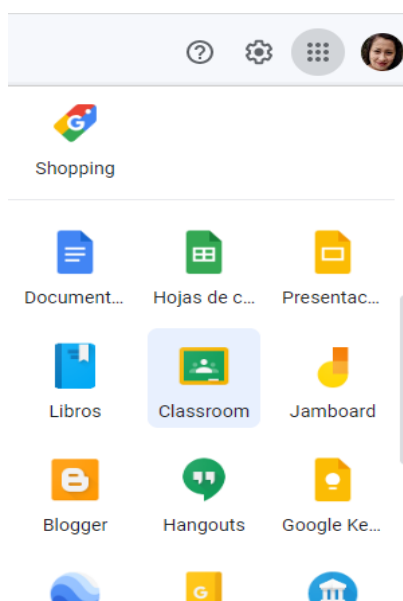 Shopping
Document... Hojas de c... Presentac...
Libros Classroom Jamboard
Blogger Hangouts Google Ke...